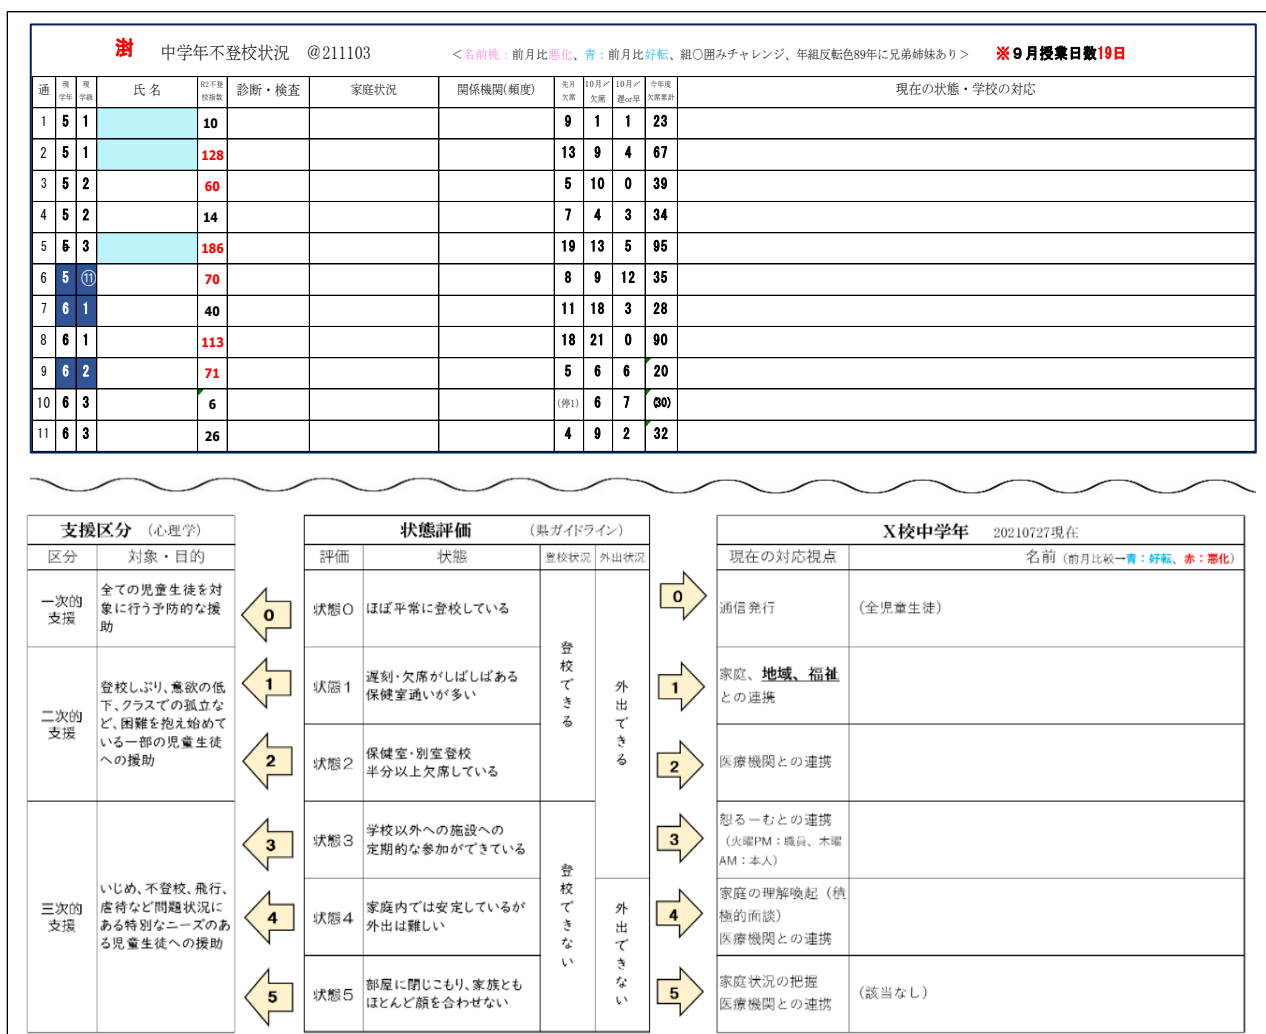 中学年不登校状況 @211103 <名前桃：前月比悪化、青：前月比好転、組○囲みチャレンジ、年組反転色89年に兄弟姉妹あり> ※９月授業日数19日
通 現学年 現学級 氏 名 R2不登校指数 診断・検査 家庭状況 関係機関(頻度) 先月欠席 10月〆欠席 10月〆遅or早 今年度欠席累計 現在の状態・学校の対応
1 5 1 10 9 1 1 23
2 5 1 128 13 9 4 67
3 5 2 60 5 10 0 39
4 5 2 14 7 4 3 34
5 5 3 186 19 13 5 95
6 5 ⑪ 70 8 9 12 35
7 6 1 40 11 18 3 28
8 6 1 113 18 21 0 90
9 6 2 71 5 6 6 20
10 6 3 6 (停1) 6 7 (30)
11 6 3 26 4 9 2 32
支援区分 （心理学）
区分 対象・目的
一次的支援 全ての児童生徒を対
象に行う予防的な援
助
二次的支援 登校しぶり、意欲の低
下、クラスでの孤立な
ど、困難を抱え始めて
いる一部の児童生徒
への援助
三次的支援 いじめ、不登校、飛行、
虐待など問題状況に
ある特別なニーズのあ
る児童生徒への援助
0
1
2
3
4
5
状態評価 （県ガイドライン）
評価 状態 登校状況 外出状況
状態０ ほぼ平常に登校している
状態１ 遅刻・欠席がしばしばある
保健室通いが多い
状態２ 保健室・別室登校
半分以上欠席している
状態３ 学校以外への施設への
定期的な参加ができている
状態４ 家庭内では安定しているが
外出は難しい
状態５ 部屋に閉じこもり、家族とも
ほとんど顔を合わせない
登校できる
登校できない
外出できる
外出できない
0
1
2
3
4
5
X校中学年 20210727現在
現在の対応視点 名前（前月比較→青：好転、赤：悪化）
通信発行 （全児童生徒）
家庭、地域、福祉
との連携
医療機関との連携
恕るーむとの連携
（火曜PM：職員、木曜
AM：本人）
家庭の理解喚起（積
極的面談）
医療機関との連携
家庭状況の把握
医療機関との連携 （該当なし）